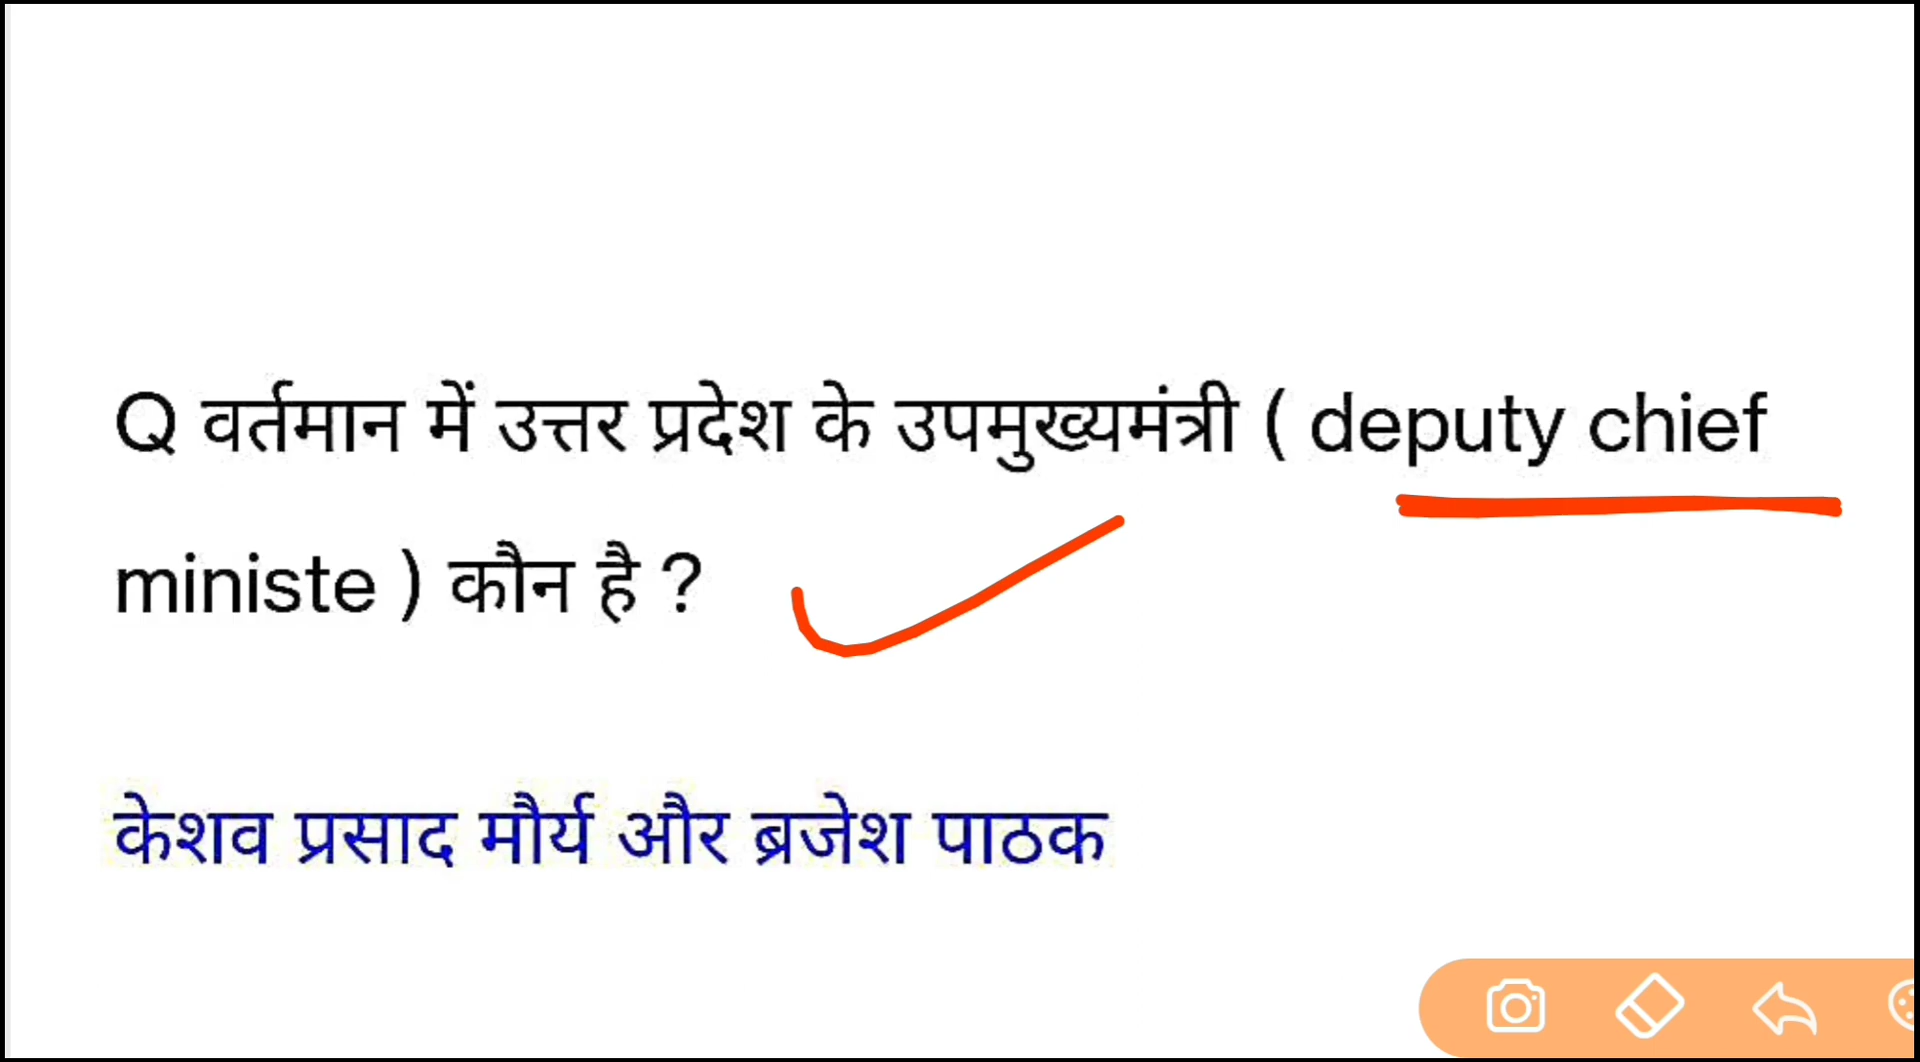 Q वर्तमान में उत्तर प्रदेश के उपमुख्यमंत्री ( deputy chief
ministe ) कौन है ?
केशव प्रसाद मौर्य और ब्रजेश पाठक